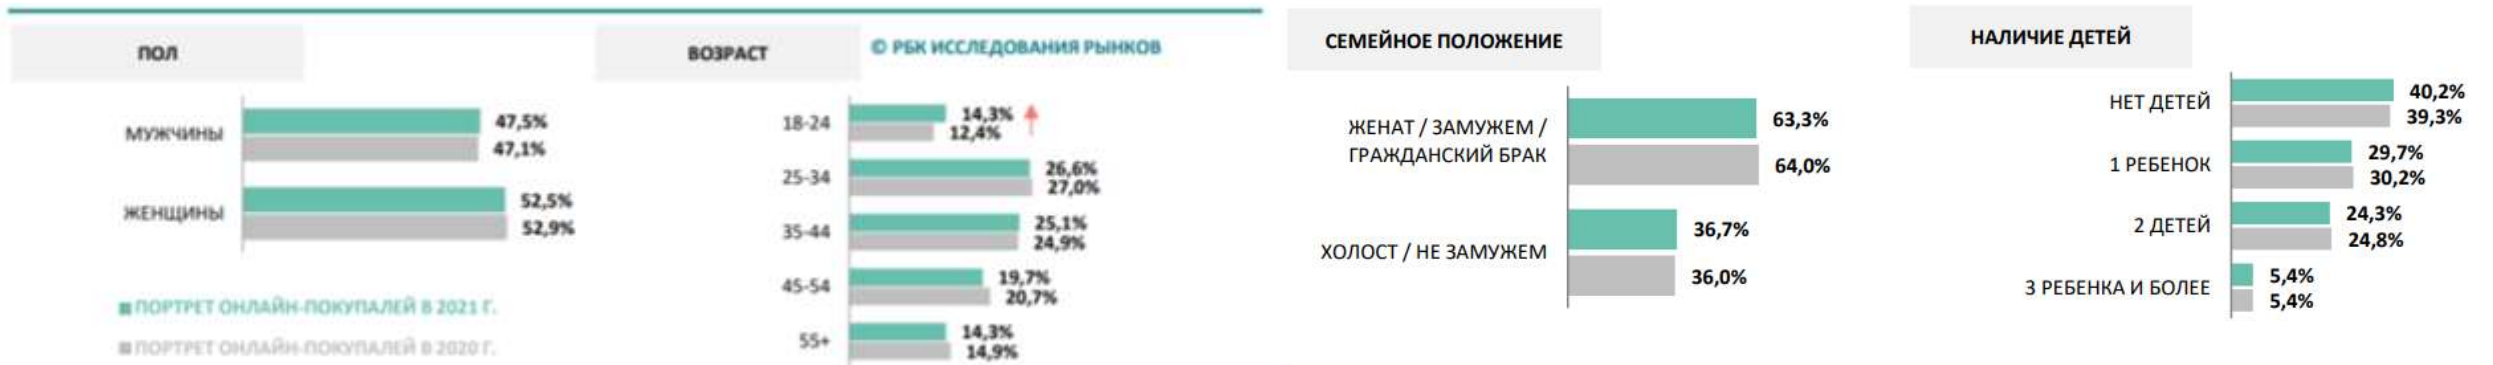 ПОЛ
МУЖЧИНЫ
47,5%
47,1%
ЖЕНЩИНЫ
52,5%
52,9%
ПОРТРЕТ ОНЛАЙН-ПОКУПАЛЕЙ В 2021 Г.
ПОРТРЕТ ОНЛАЙН-ПОКУПАЛЕЙ В 2020 Г.
ВОЗРАСТ
© РБК ИССЛЕДОВАНИЯ РЫНКОВ
18-24
14,3%
12,4%
25-34
26,6%
27,0%
35-44
25,1%
24,9%
45-54
19,7%
20,7%
55+
14,3%
14,9%
СЕМЕЙНОЕ ПОЛОЖЕНИЕ
ЖЕНАТ / ЗАМУЖЕМ /
ГРАЖДАНСКИЙ БРАК
63,3%
64,0%
ХОЛОСТ / НЕ ЗАМУЖЕМ
36,7%
36,0%
НАЛИЧИЕ ДЕТЕЙ
НЕТ ДЕТЕЙ
40,2%
39,3%
1 РЕБЕНОК
29,7%
30,2%
2 ДЕТЕЙ
24,3%
24,8%
3 РЕБЕНКА И БОЛЕЕ
5,4%
5,4%